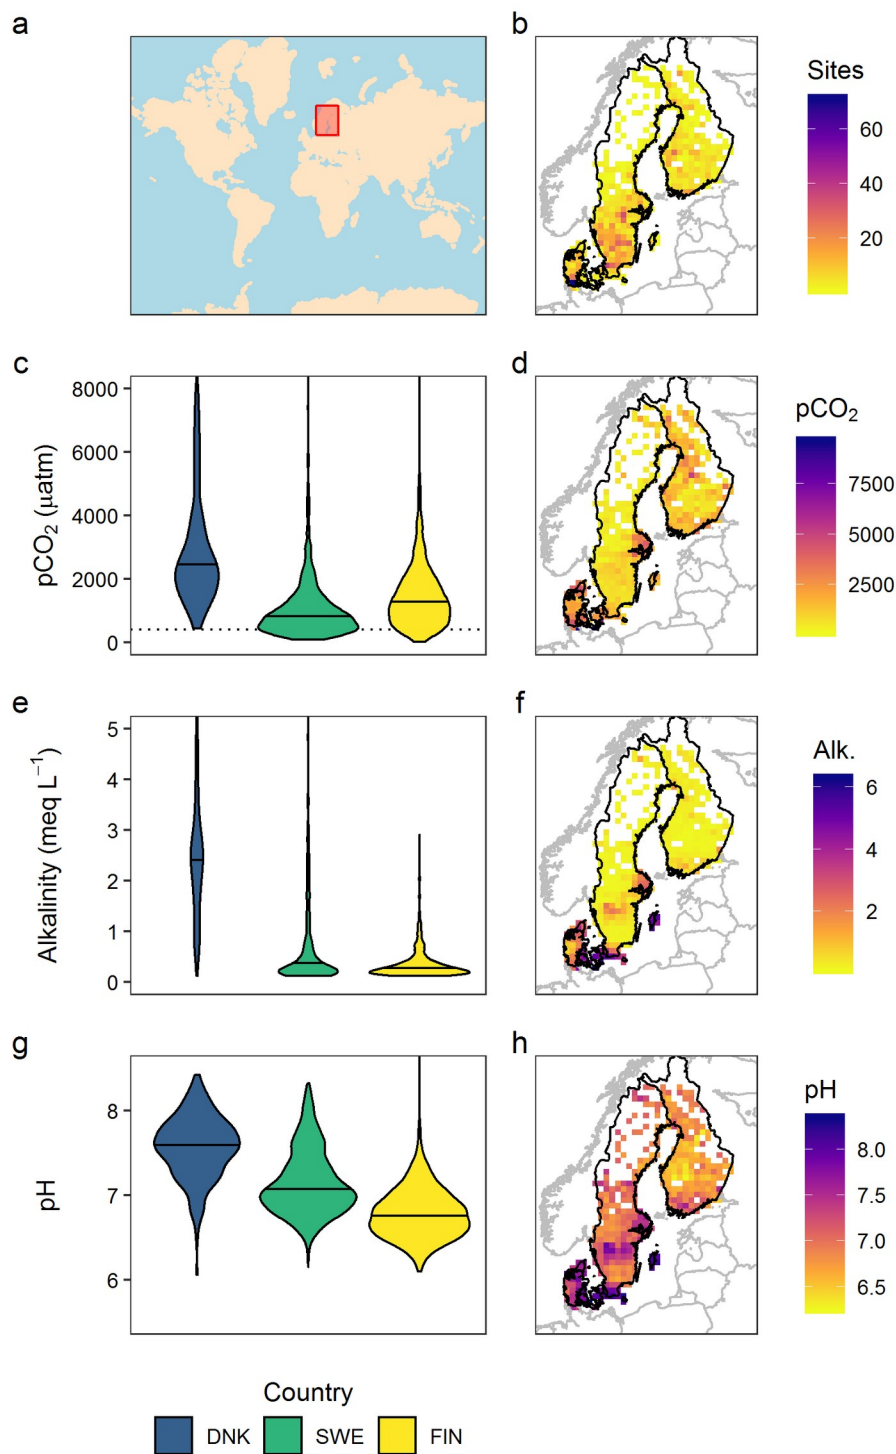 a
b
Sites
60
40
20
c
8000
6000
4000
2000
0
pCO₂ (μatm)
d
pCO₂
7500
5000
2500
e
5
4
3
2
1
0
Alkalinity (meq L⁻¹)
f
Alk.
6
4
2
g
8
7
6
pH
h
pH
8.0
7.5
7.0
6.5
Country
DNK SWE FIN